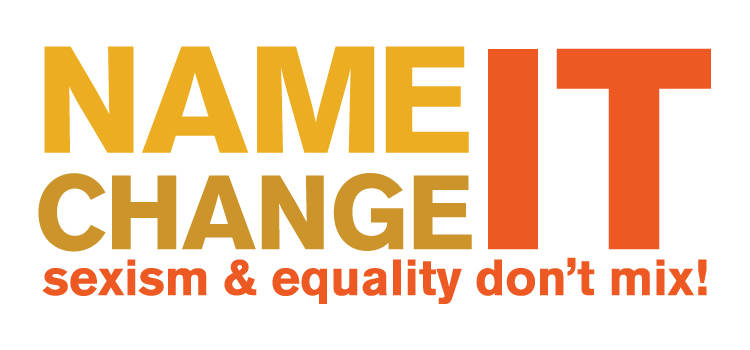 NAME IT
CHANGE
sexism & equality don't mix!